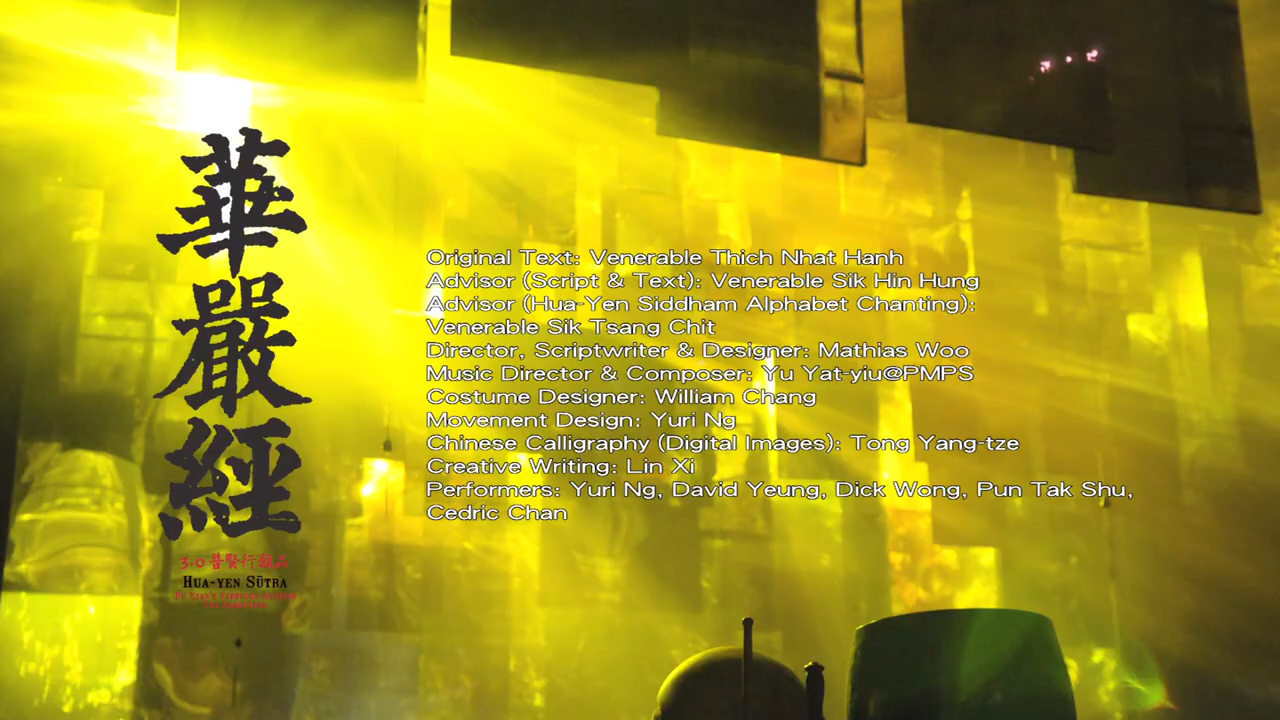 華嚴經
3.0普賢行願品
HUA-YEN SŪTRA
Original Text: Venerable Thich Nhat Hanh
Advisor (Script & Text): Venerable Sik Hin Hung
Advisor (Hua-Yen Siddham Alphabet Chanting):
Venerable Sik Tsang Chit
Director, Scriptwriter & Designer: Mathias Woo
Music Director & Composer: Yu Yat-yiu@PMPS
Costume Designer: William Chang
Movement Design: Yuri Ng
Chinese Calligraphy (Digital Images): Tong Yang-tze
Creative Writing: Lin Xi
Performers: Yuri Ng, David Yeung, Dick Wong, Pun Tak Shu,
Cedric Chan